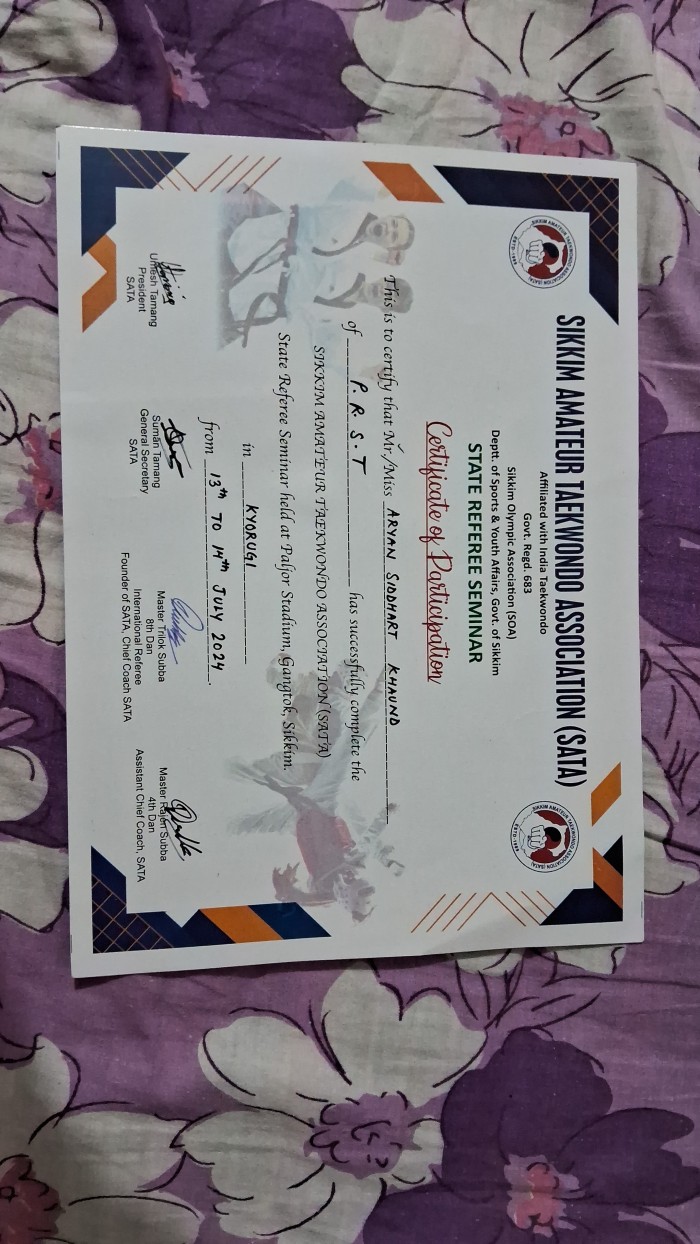 SIKKIM AMATEUR TAEKWONDO ASSOCIATION (SATA)
Affiliated with India Taekwondo
Govt. Regd. 683
Sikkim Olympic Association (SOA)
Deptt. of Sports & Youth Affairs, Govt. of Sikkim
STATE REFEREE SEMINAR
Certificate of Participation
This is to certify that Mr./Miss ARYAN SIDDHART KHAUND
of P.R.S.T has successfully complete the
SIKKIM AMATEUR TAEKWONDO ASSOCIATION (SATA)
State Referee Seminar held at Paljor Stadium, Gangtok, Sikkim.
in KYORUGI
from 13th TO 14th JULY 2024.
Umesh Tamang
President
SATA
Suman Tamang
General Secretary
SATA
Master Trilok Subba
8th Dan
International Referee
Founder of SATA, Chief Coach SATA
Master Rajen Subba
4th Dan
Assistant Chief Coach, SATA